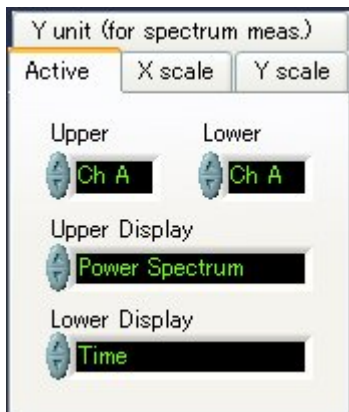 Y unit (for spectrum meas.)
Active X scale Y scale
Upper Lower
Ch A Ch A
Upper Display
Power Spectrum
Lower Display
Time